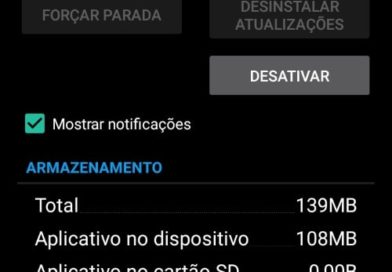 FORÇAR PARADA
DESINSTALAR
ATUALIZAÇÕES
DESATIVAR
Mostrar notificações
ARMAZENAMENTO
Total 139MB
Aplicativo no dispositivo 108MB
Aplicativo no cartão SD 0,00B